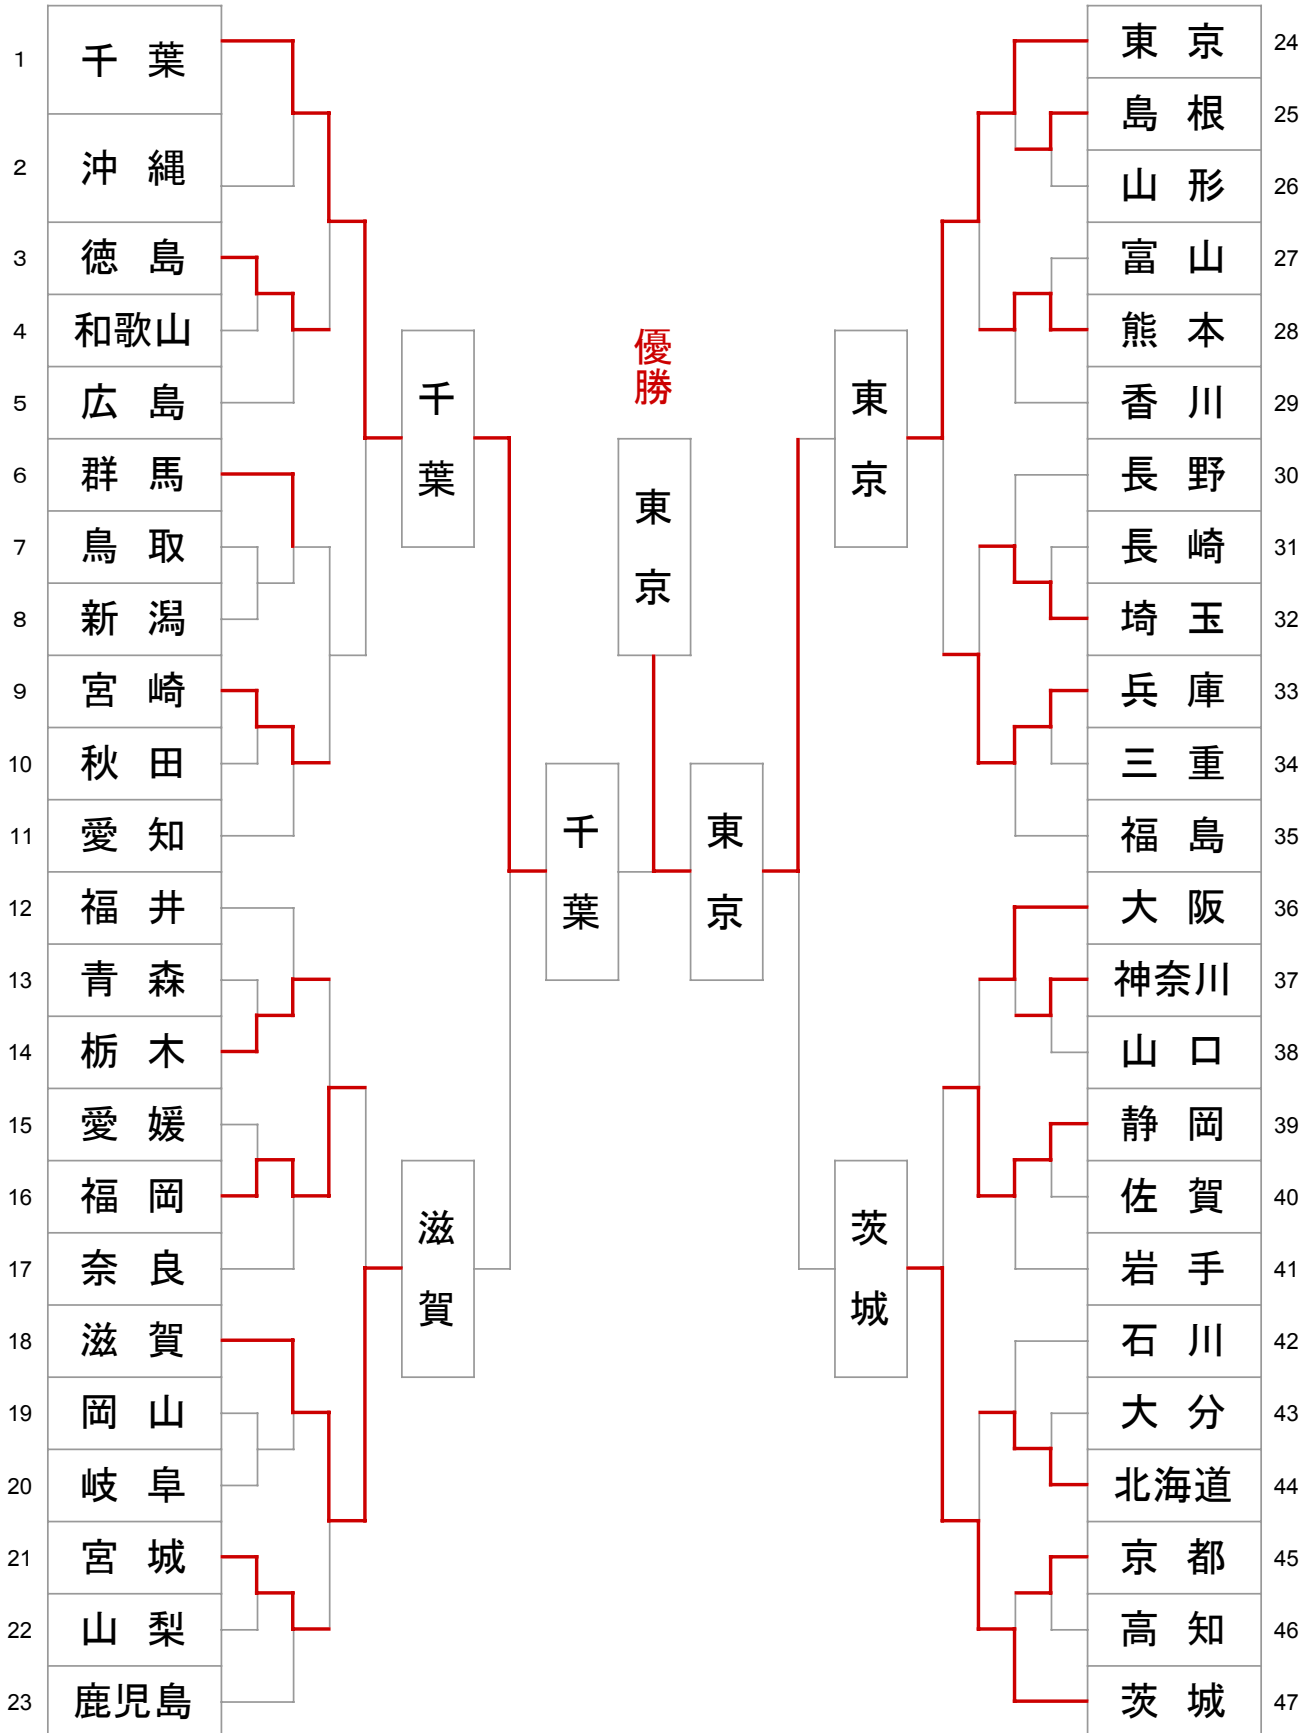 1 千葉
2 沖縄
3 徳島
4 和歌山
5 広島
6 群馬
7 鳥取
8 新潟
9 宮崎
10 秋田
11 愛知
12 福井
13 青森
14 栃木
15 愛媛
16 福岡
17 奈良
18 滋賀
19 岡山
20 岐阜
21 宮城
22 山梨
23 鹿児島
千葉
滋賀
千葉
優勝
東京
東京
東京
茨城
東京 24
島根 25
山形 26
富山 27
熊本 28
香川 29
長野 30
長崎 31
埼玉 32
兵庫 33
三重 34
福島 35
大阪 36
神奈川 37
山口 38
静岡 39
佐賀 40
岩手 41
石川 42
大分 43
北海道 44
京都 45
高知 46
茨城 47